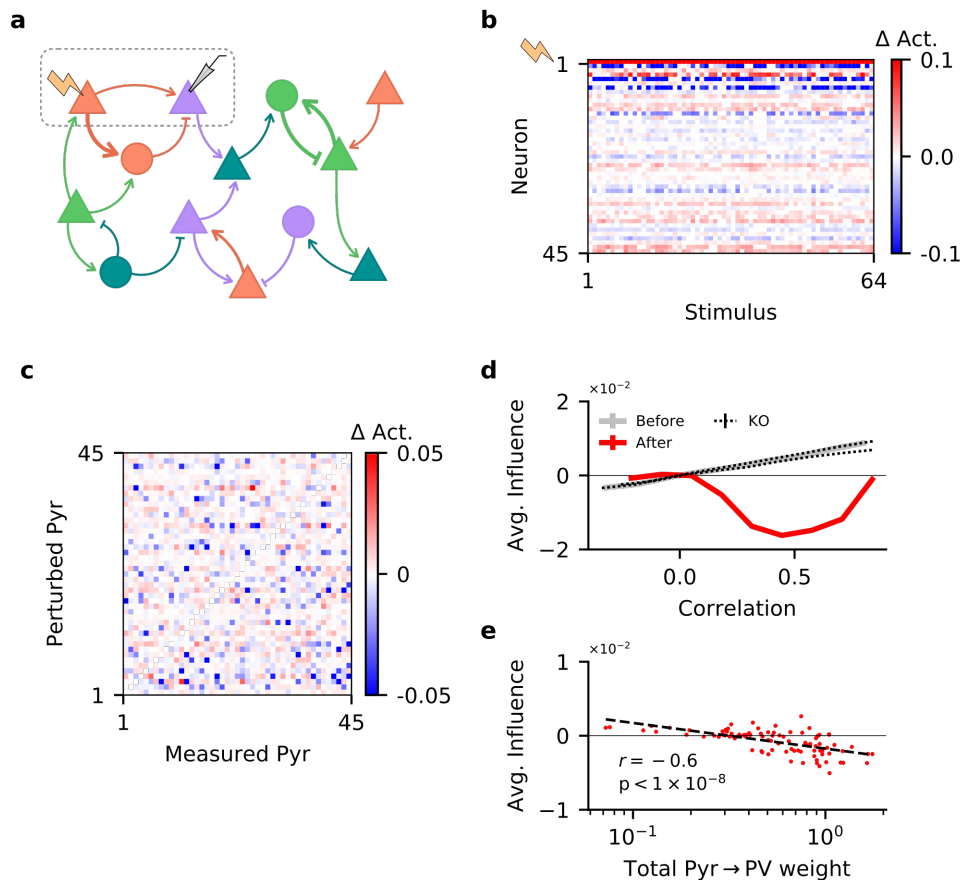 a
b
Δ Act.
0.1
0.0
-0.1
1
45
Neuron
1
64
Stimulus
c
Δ Act.
0.05
0
-0.05
45
1
Perturbed Pyr
1
45
Measured Pyr
d
×10⁻²
2
0
−2
Avg. Influence
Before
After
KO
0.0
0.5
Correlation
e
×10⁻²
1
0
−1
Avg. Influence
r = −0.6
p < 1 × 10⁻⁸
10⁻¹
10⁰
Total Pyr→PV weight